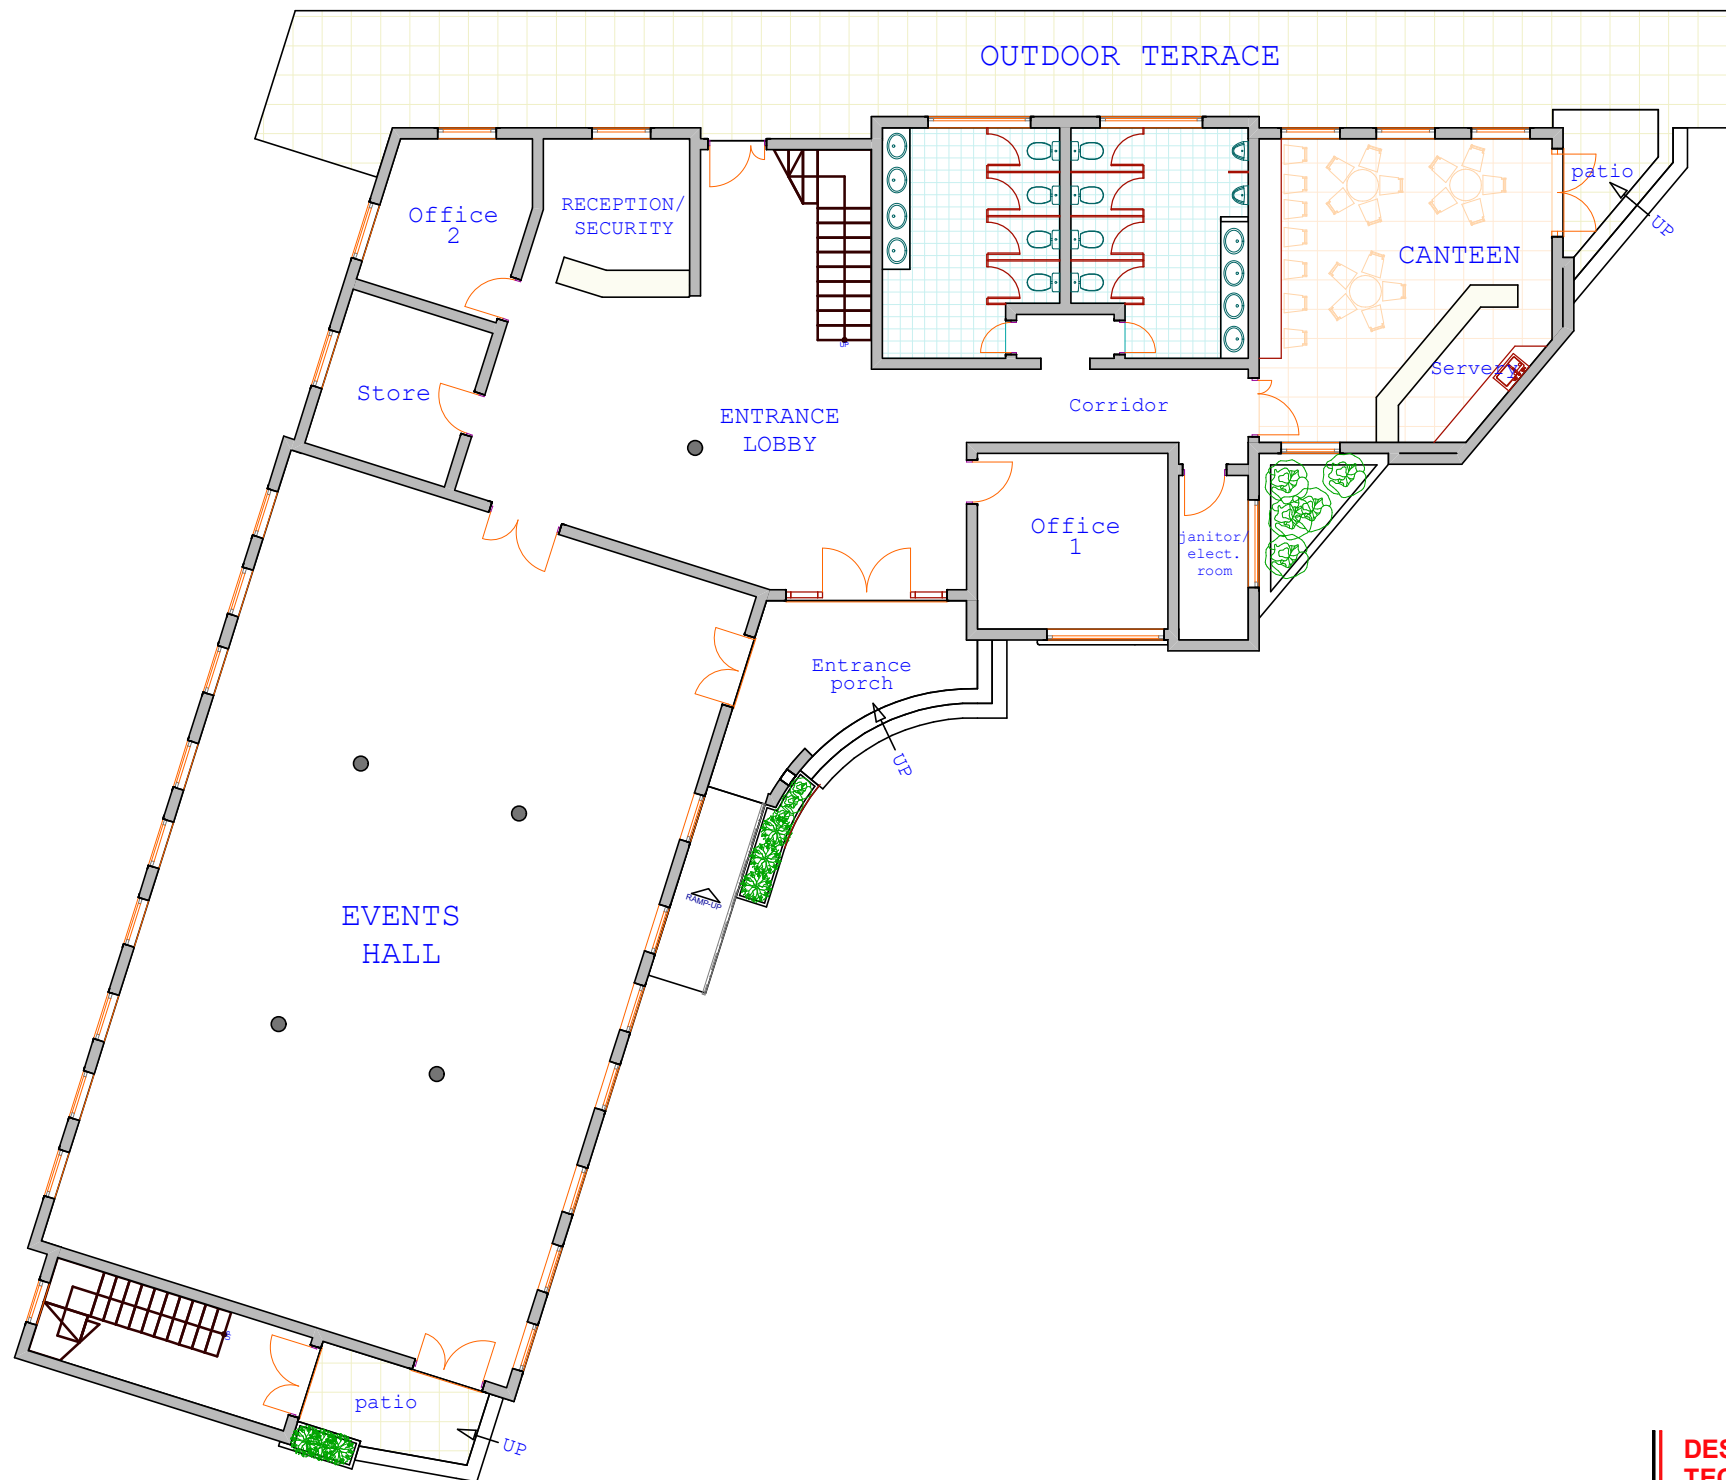 OUTDOOR TERRACE
patio
UP
Office
2
RECEPTION/
SECURITY
CANTEEN
UP
Servery
Store
ENTRANCE
LOBBY
Corridor
Office
1
janitor/
elect.
room
Entrance
porch
UP
RAMP-UP
EVENTS
HALL
patio
UP